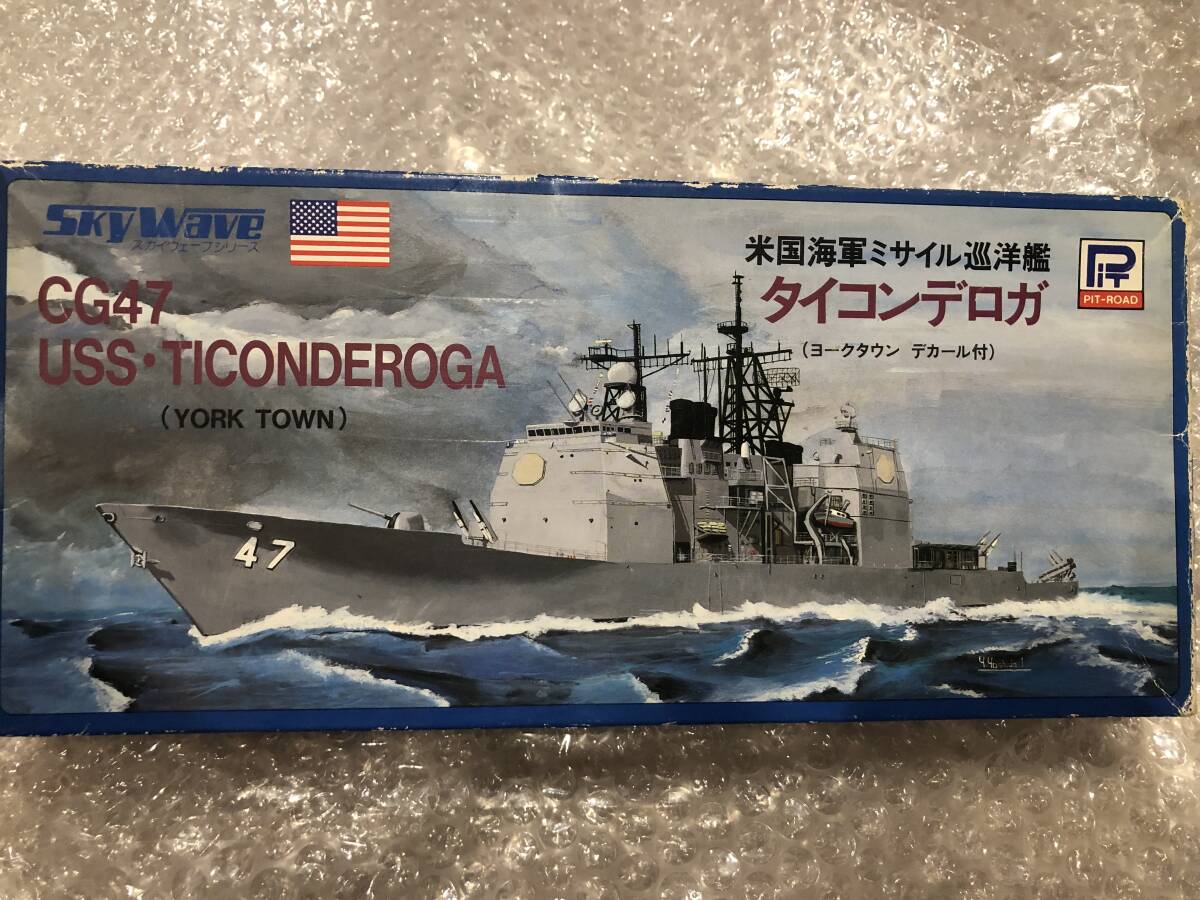 SkyWave
スカイウェーブシリーズ
CG47
USS・TICONDEROGA
(YORK TOWN)
米国海軍ミサイル巡洋艦
タイコンデロガ
(ヨークタウン デカール付)
PiT
PIT-ROAD
47